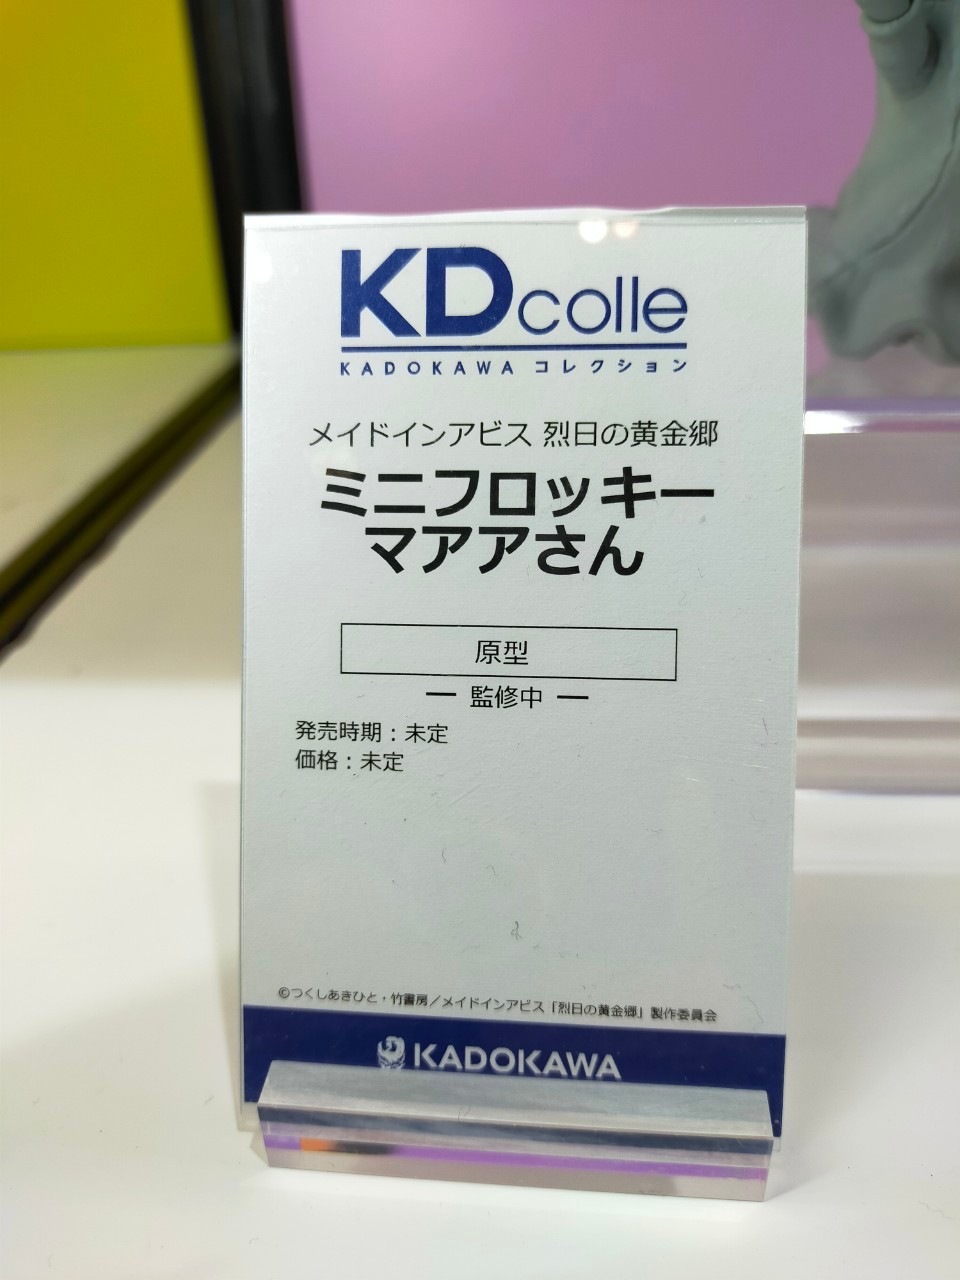 KDcolle
KADOKAWA コレクション
メイドインアビス 烈日の黄金郷
ミニフロッキー
マアアさん
原型
― 監修中 ―
発売時期：未定
価格：未定
©つくしあきひと・竹書房／メイドインアビス「烈日の黄金郷」製作委員会
KADOKAWA